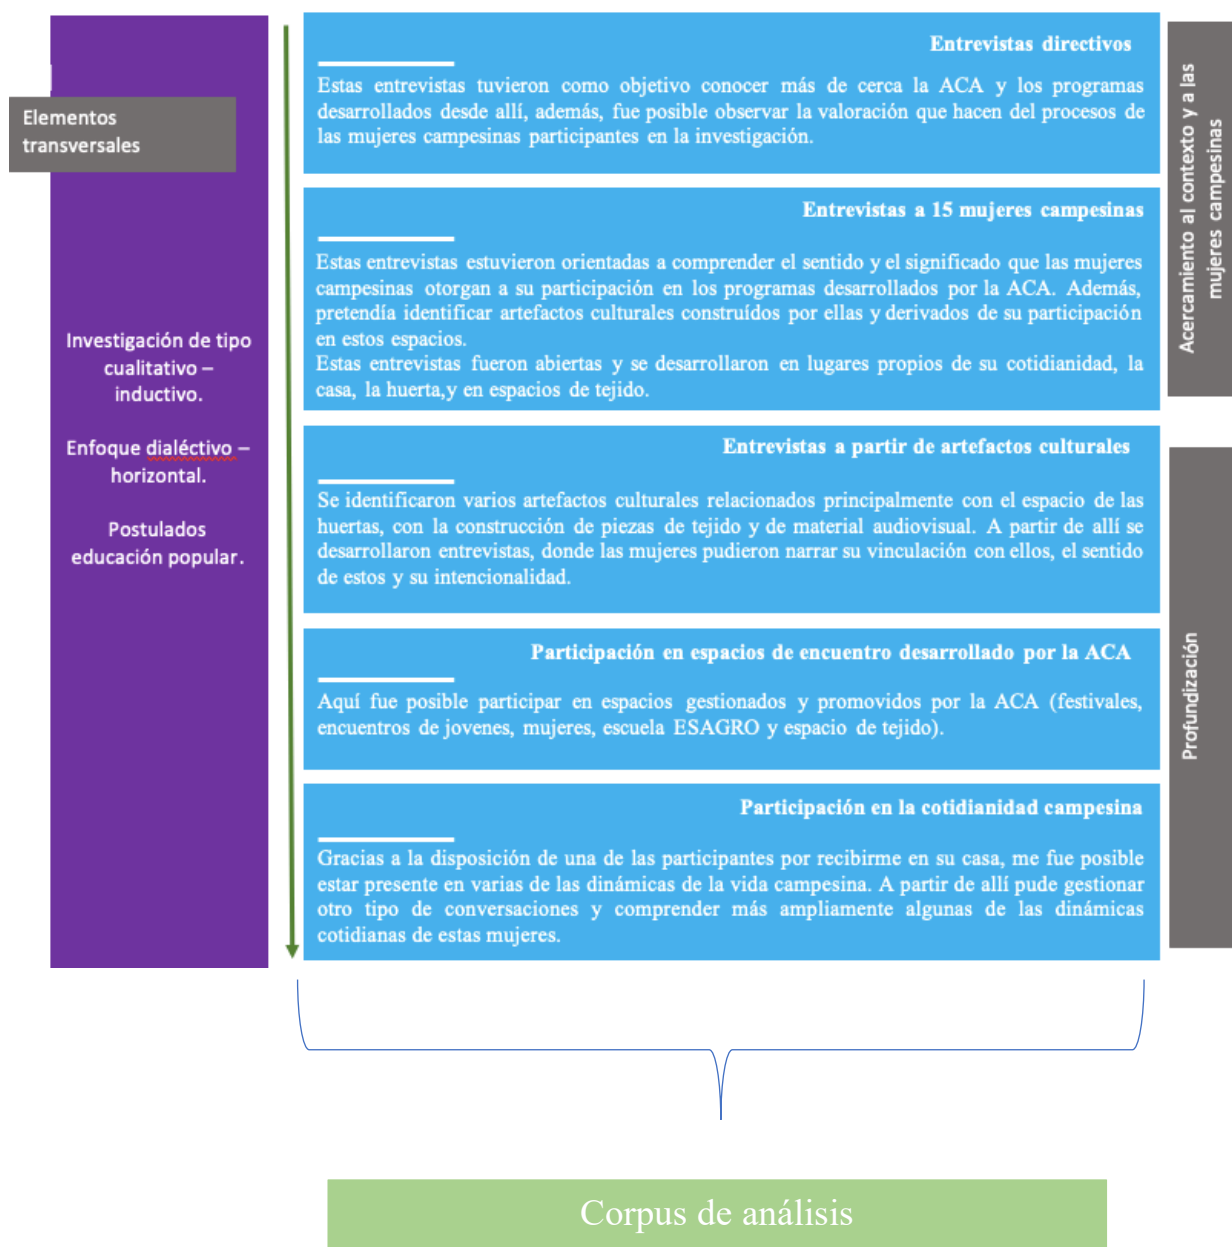 Elementos
transversales
Investigación de tipo
cualitativo –
inductivo.
Enfoque dialéctivo –
horizontal.
Postulados
educación popular.
Entrevistas directivos
Estas entrevistas tuvieron como objetivo conocer más de cerca la ACA y los programas
desarrollados desde allí, además, fue posible observar la valoración que hacen del procesos de
las mujeres campesinas participantes en la investigación.
Entrevistas a 15 mujeres campesinas
Estas entrevistas estuvieron orientadas a comprender el sentido y el significado que las mujeres
campesinas otorgan a su participación en los programas desarrollados por la ACA. Además,
pretendía identificar artefactos culturales construídos por ellas y derivados de su participación
en estos espacios.
Estas entrevistas fueron abiertas y se desarrollaron en lugares propios de su cotidianidad, la
casa, la huerta,y en espacios de tejido.
Acercamiento al contexto y a las
mujeres campesinas
Entrevistas a partir de artefactos culturales
Se identificaron varios artefactos culturales relacionados principalmente con el espacio de las
huertas, con la construcción de piezas de tejido y de material audiovisual. A partir de allí se
desarrollaron entrevistas, donde las mujeres pudieron narrar su vinculación con ellos, el sentido
de estos y su intencionalidad.
Participación en espacios de encuentro desarrollado por la ACA
Aquí fue posible participar en espacios gestionados y promovidos por la ACA (festivales,
encuentros de jovenes, mujeres, escuela ESAGRO y espacio de tejido).
Participación en la cotidianidad campesina
Gracias a la disposición de una de las participantes por recibirme en su casa, me fue posible
estar presente en varias de las dinámicas de la vida campesina. A partir de allí pude gestionar
otro tipo de conversaciones y comprender más ampliamente algunas de las dinámicas
cotidianas de estas mujeres.
Profundización
Corpus de análisis